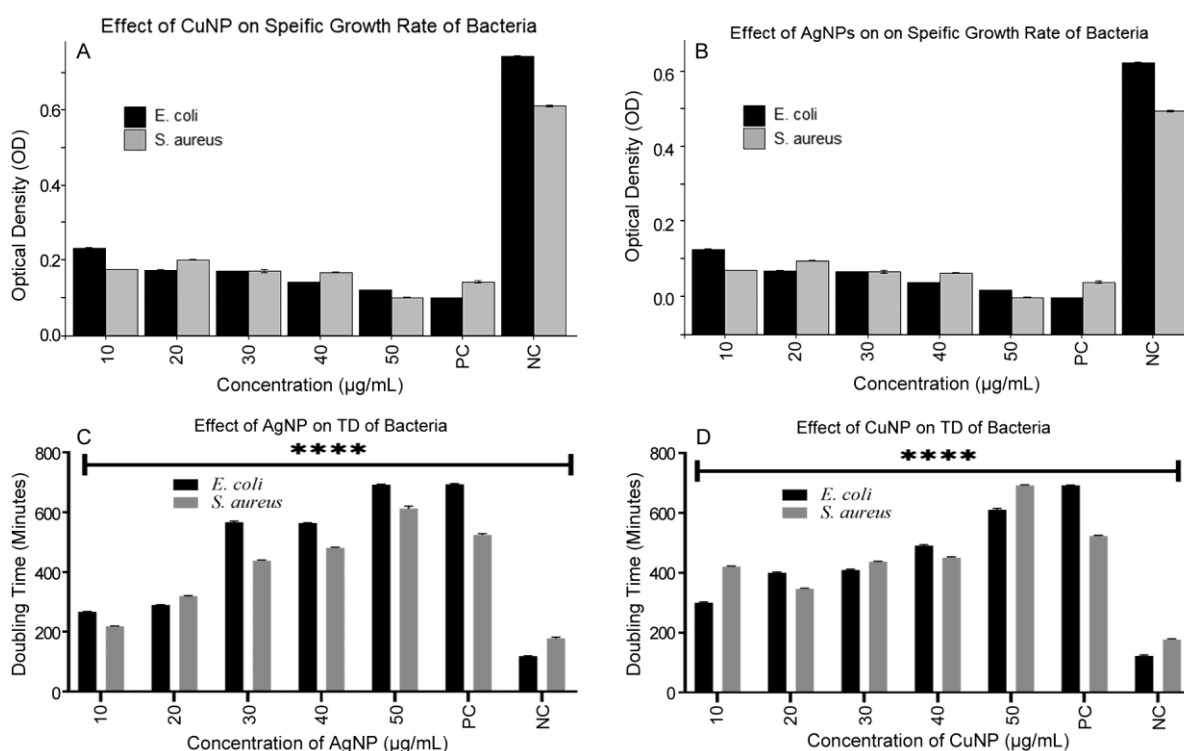 Effect of CuNP on Speific Growth Rate of Bacteria
A
Optical Density (OD)
0.6
0.4
0.2
0.0
E. coli
S. aureus
10
20
30
40
50
PC
NC
Concentration (μg/mL)
Effect of AgNPs on on Speific Growth Rate of Bacteria
B
Optical Density (OD)
0.6
0.4
0.2
0.0
E. coli
S. aureus
10
20
30
40
50
PC
NC
Concentration (μg/mL)
Effect of AgNP on TD of Bacteria
C
****
Doubling Time (Minutes)
800
600
400
200
0
E. coli
S. aureus
10
20
30
40
50
PC
NC
Concentration of AgNP (μg/mL)
Effect of CuNP on TD of Bacteria
D
****
Doubling Time (Minutes)
800
600
400
200
0
E. coli
S. aureus
10
20
30
40
50
PC
NC
Concentration of CuNP (μg/mL)